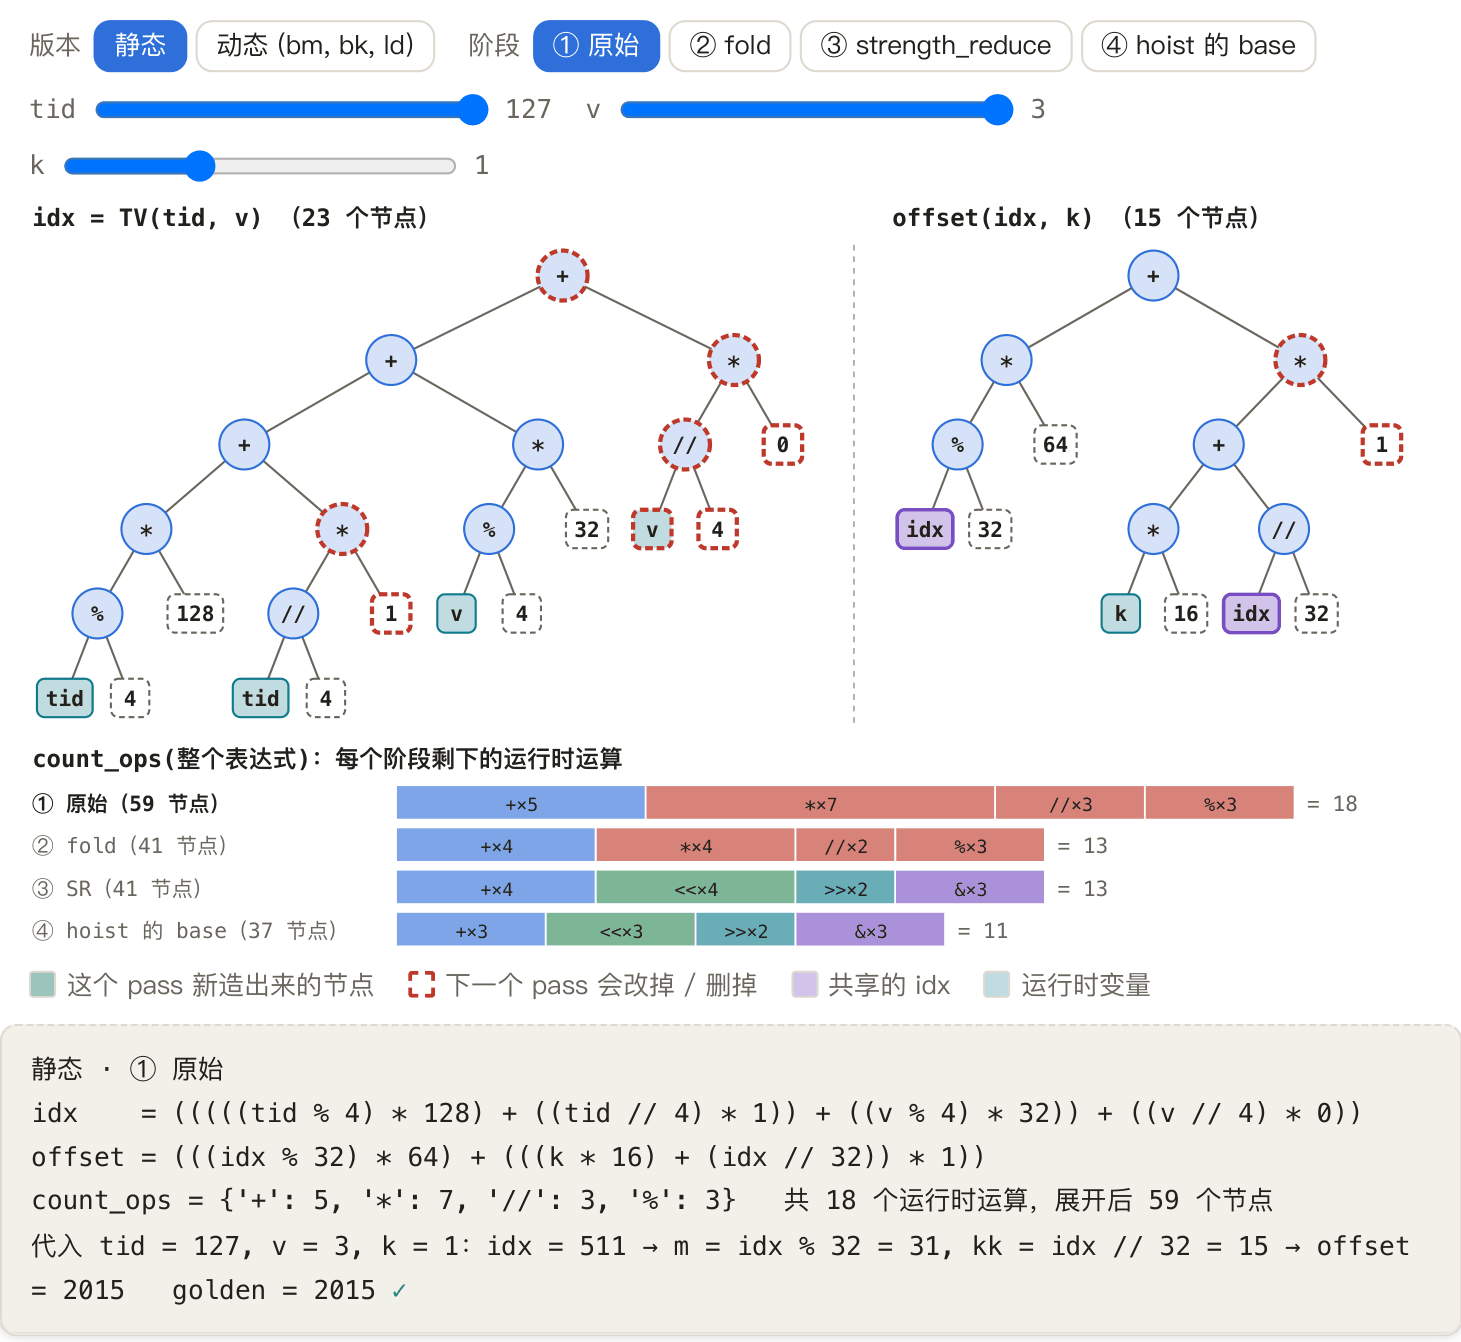 版本 静态 动态 (bm, bk, ld) 阶段 ① 原始 ② fold ③ strength_reduce ④ hoist 的 base
tid 127 v 3
k 1
idx = TV(tid, v) (23 个节点) offset(idx, k) (15 个节点)
+ +
+ * * *
+ * // 0 % 64 + 1
* * % 32 v 4 idx 32 * //
% 128 // 1 v 4 k 16 idx 32
tid 4 tid 4
count_ops(整个表达式): 每个阶段剩下的运行时运算
① 原始 (59 节点) +×5 *×7 //×3 %×3 = 18
② fold (41 节点) +×4 *×4 //×2 %×3 = 13
③ SR (41 节点) +×4 <<×4 >>×2 &×3 = 13
④ hoist 的 base (37 节点) +×3 <<×3 >>×2 &×3 = 11
这个 pass 新造出来的节点 下一个 pass 会改掉 / 删掉 共享的 idx 运行时变量
静态 · ① 原始
idx = (((((tid % 4) * 128) + ((tid // 4) * 1)) + ((v % 4) * 32)) + ((v // 4) * 0))
offset = (((idx % 32) * 64) + (((k * 16) + (idx // 32)) * 1))
count_ops = {'+': 5, '*': 7, '//': 3, '%': 3} 共 18 个运行时运算, 展开后 59 个节点
代入 tid = 127, v = 3, k = 1: idx = 511 → m = idx % 32 = 31, kk = idx // 32 = 15 → offset
= 2015 golden = 2015 ✓